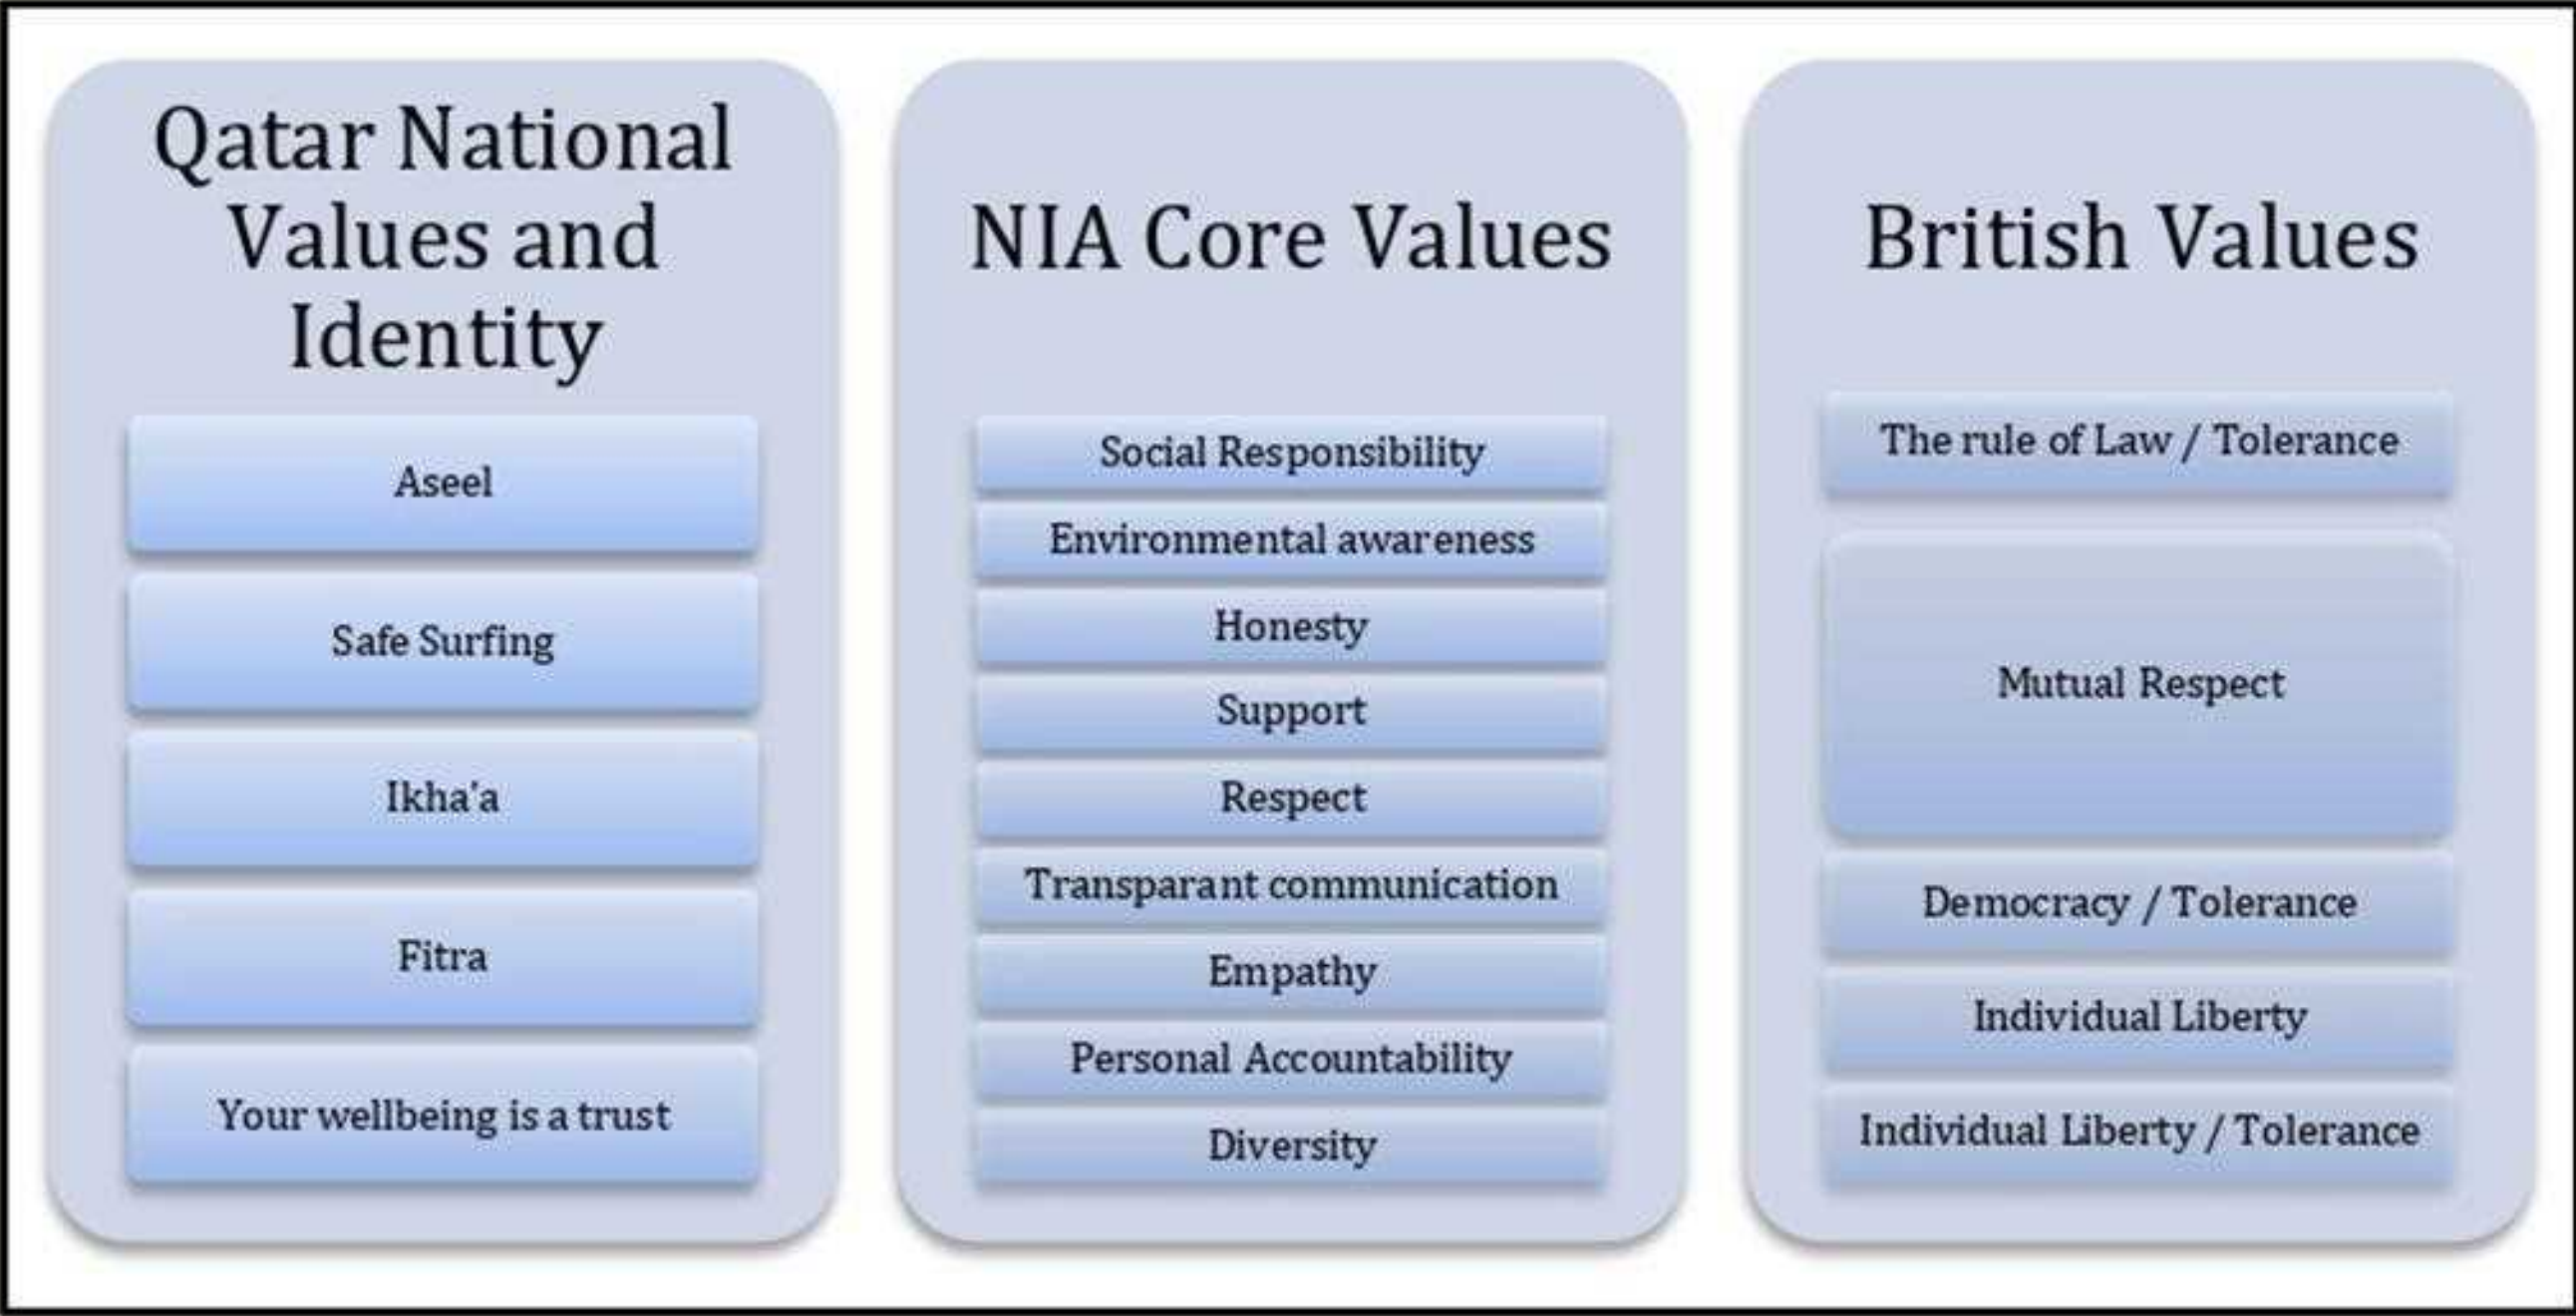 Qatar National
Values and
Identity
Aseel
Safe Surfing
Ikha'a
Fitra
Your wellbeing is a trust
NIA Core Values
Social Responsibility
Environmental awareness
Honesty
Support
Respect
Transparant communication
Empathy
Personal Accountability
Diversity
British Values
The rule of Law / Tolerance
Mutual Respect
Democracy / Tolerance
Individual Liberty
Individual Liberty / Tolerance